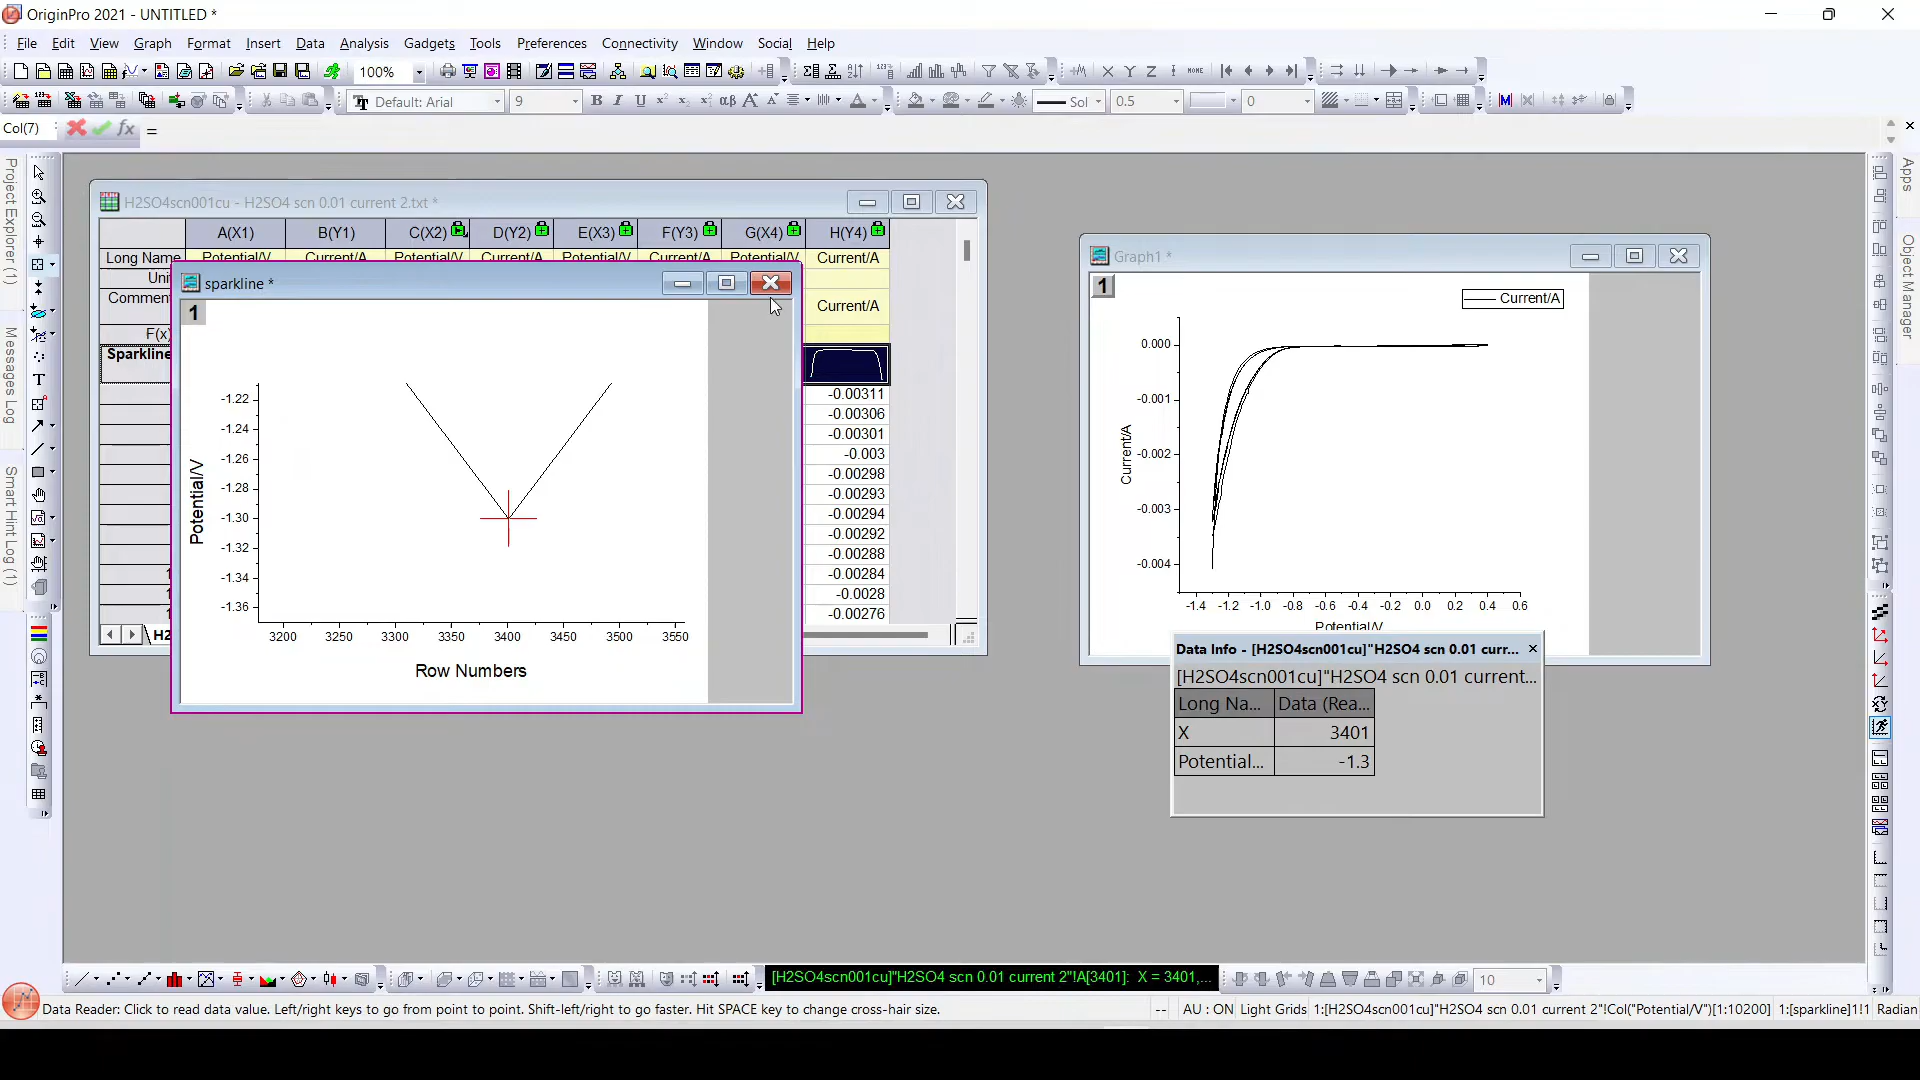 OriginPro 2021 - UNTITLED *
File Edit View Graph Format Insert Data Analysis Gadgets Tools Preferences Connectivity Window Social Help
100%
Default: Arial 9 B I U αβ A A A Sol 0.5 0
Col(7) fx =
Project Explorer (1)
Messages Log
Smart Hint Log (1)
Apps
Object Manager
H2SO4scn001cu - H2SO4 scn 0.01 current 2.txt *
A(X1) B(Y1) C(X2) D(Y2) E(X3) F(Y3) G(X4) H(Y4)
Long Name Potential/V Current/A Potential/V Current/A Potential/V Current/A Potential/V Current/A
Unit
Comment Current/A
F(x)
Sparkline
-0.00311
-0.00306
-0.00301
-0.003
-0.00298
-0.00293
-0.00294
-0.00292
-0.00288
-0.00284
-0.0028
-0.00276
H2
sparkline *
1
Potential/V
-1.22
-1.24
-1.26
-1.28
-1.30
-1.32
-1.34
-1.36
3200 3250 3300 3350 3400 3450 3500 3550
Row Numbers
Graph1 *
1
Current/A
Current/A
0.000
-0.001
-0.002
-0.003
-0.004
-1.4 -1.2 -1.0 -0.8 -0.6 -0.4 -0.2 0.0 0.2 0.4 0.6
Potential/V
Data Info - [H2SO4scn001cu]"H2SO4 scn 0.01 curr...
[H2SO4scn001cu]"H2SO4 scn 0.01 current...
Long Na... Data (Rea...
X 3401
Potential... -1.3
[H2SO4scn001cu]"H2SO4 scn 0.01 current 2"!A[3401]: X = 3401,...
10
Data Reader: Click to read data value. Left/right keys to go from point to point. Shift-left/right to go faster. Hit SPACE key to change cross-hair size.
-- AU : ON Light Grids 1:[H2SO4scn001cu]"H2SO4 scn 0.01 current 2"!Col("Potential/V")[1:10200] 1:[sparkline]1!1 Radian